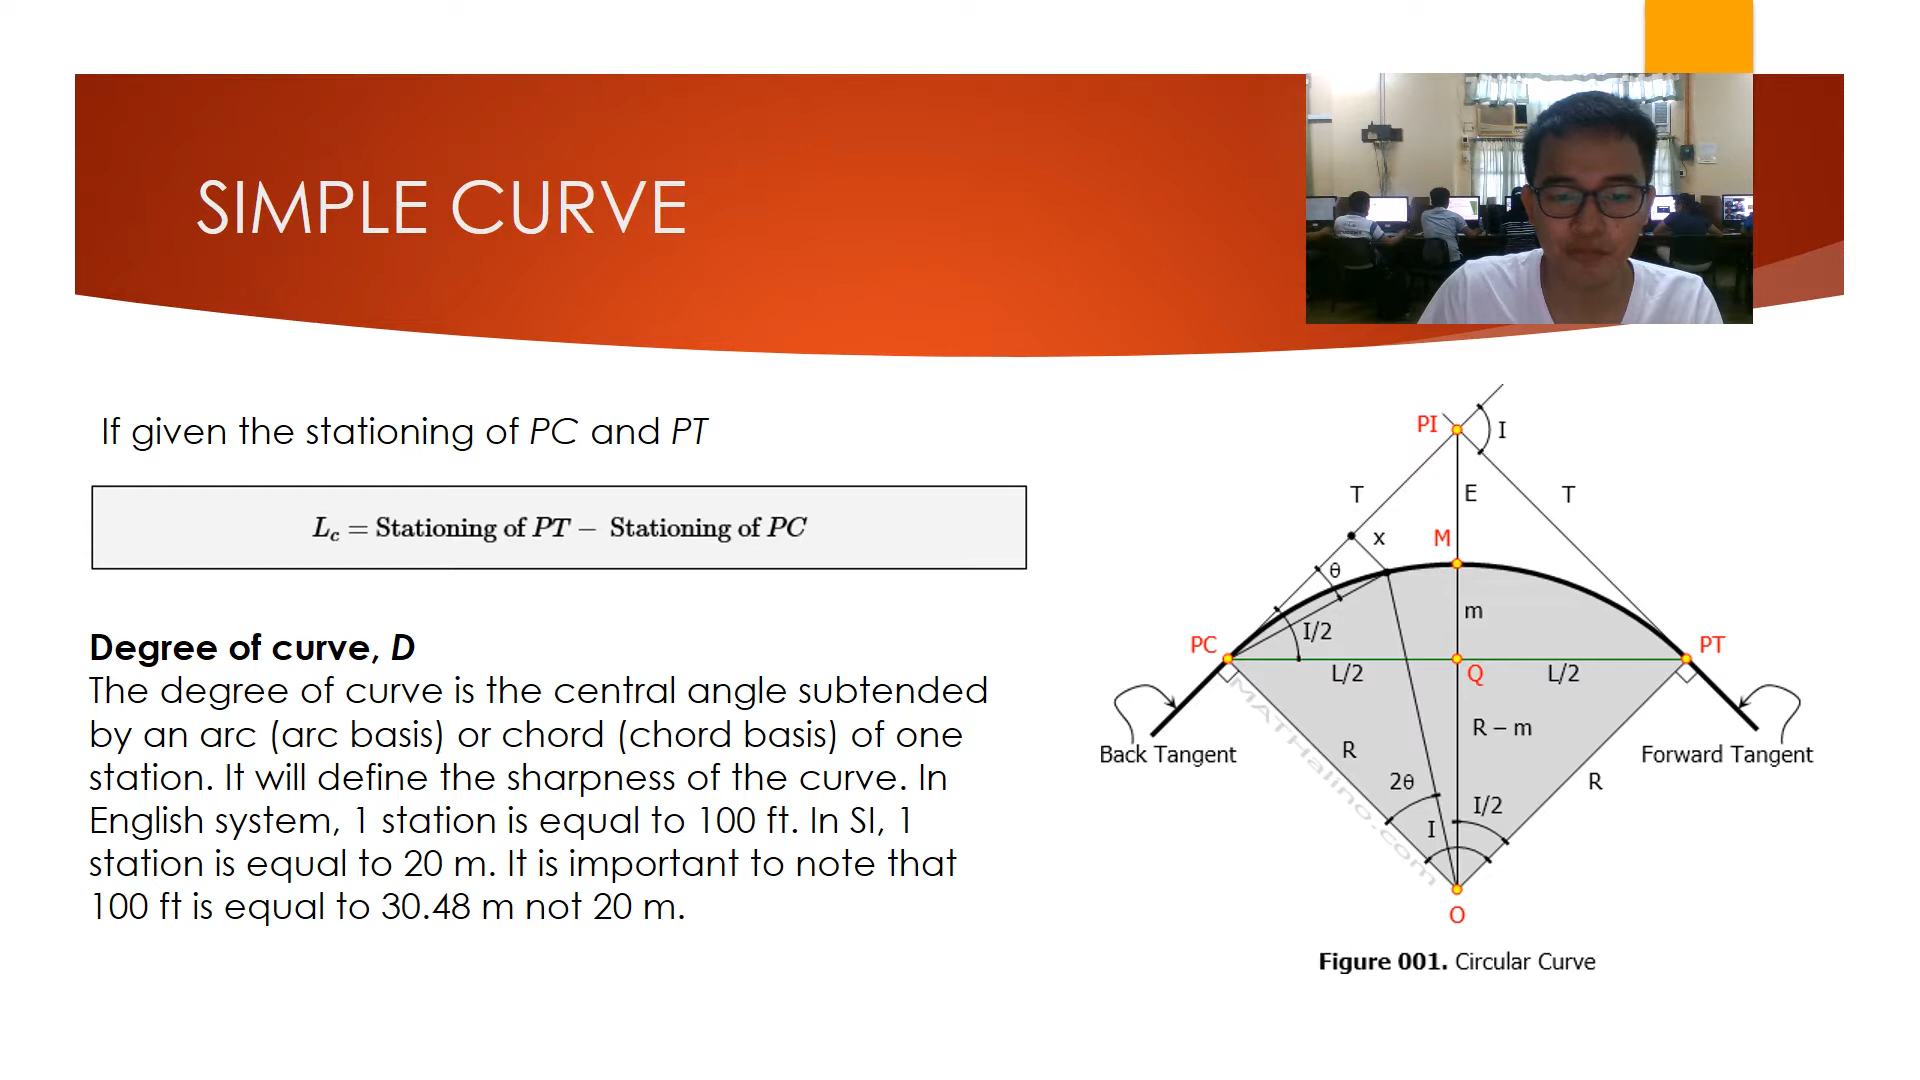 SIMPLE CURVE
If given the stationing of PC and PT
L_c = Stationing of PT − Stationing of PC
Degree of curve, D
The degree of curve is the central angle subtended
by an arc (arc basis) or chord (chord basis) of one
station. It will define the sharpness of the curve. In
English system, 1 station is equal to 100 ft. In SI, 1
station is equal to 20 m. It is important to note that
100 ft is equal to 30.48 m not 20 m.
PI
I
T
E
T
x
M
θ
m
I/2
PC
PT
L/2
Q
L/2
R − m
Back Tangent
Forward Tangent
R
R
2θ
I/2
I
MATHalino.com
O
Figure 001. Circular Curve